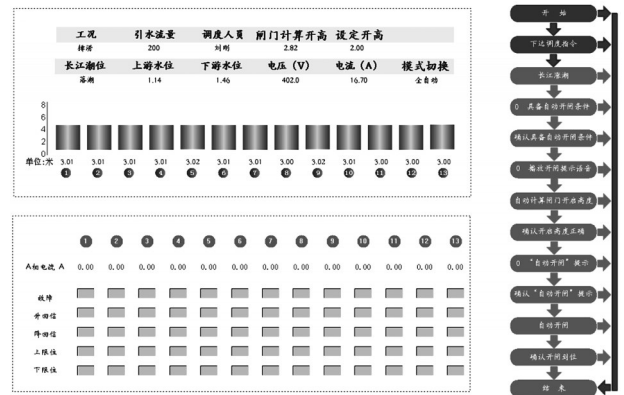 工况 引水流量 调度人员 闸门计算开高 设定开高
排涝 200 刘刚 2.82 2.00
长江潮位 上游水位 下游水位 电压（V） 电流（A） 模式切换
落潮 1.14 1.46 402.0 16.70 全自动
8
6
4
2
0
单位:米 3.01 3.01 3.01 3.01 3.02 3.01 3.01 3.00 3.02 3.01 3.00 3.00 3.00
1 2 3 4 5 6 7 8 9 10 11 12 13
1 2 3 4 5 6 7 8 9 10 11 12 13
A相电流 A 0.00 0.00 0.00 0.00 0.00 0.00 0.00 0.00 0.00 0.00 0.00 0.00 0.00
故障
升回信
降回信
上限位
下限位
开 始
下达调度指令
长江涨潮
0 具备自动开闸条件
确认具备自动开闸条件
0 播放开闸提示语音
自动计算闸门开启高度
确认开启高度正确
0 “自动开闸”提示
确认“自动开闸”提示
自动开闸
确认开闸到位
结 束